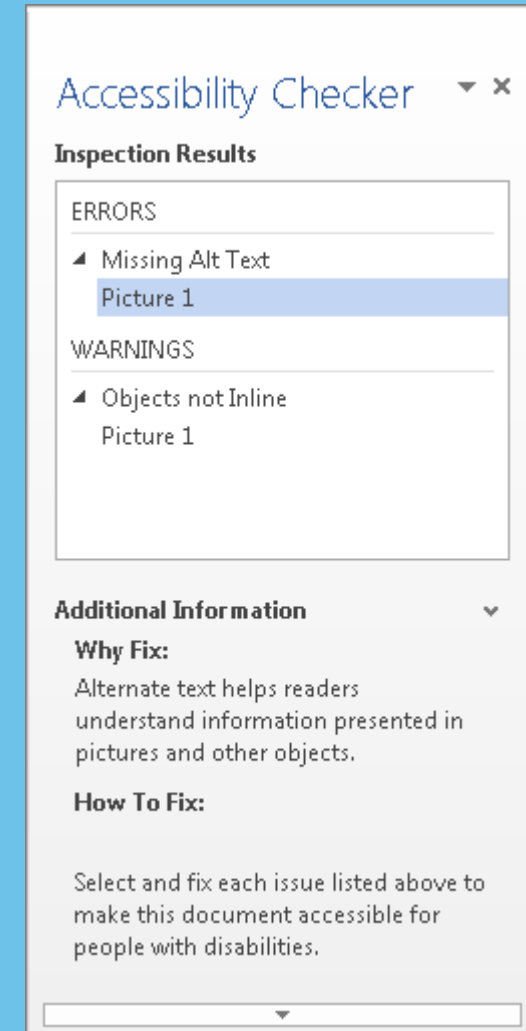 Accessibility Checker
Inspection Results
ERRORS
Missing Alt Text
Picture 1
WARNINGS
Objects not Inline
Picture 1
Additional Information
Why Fix:
Alternate text helps readers
understand information presented in
pictures and other objects.
How To Fix:
Select and fix each issue listed above to
make this document accessible for
people with disabilities.